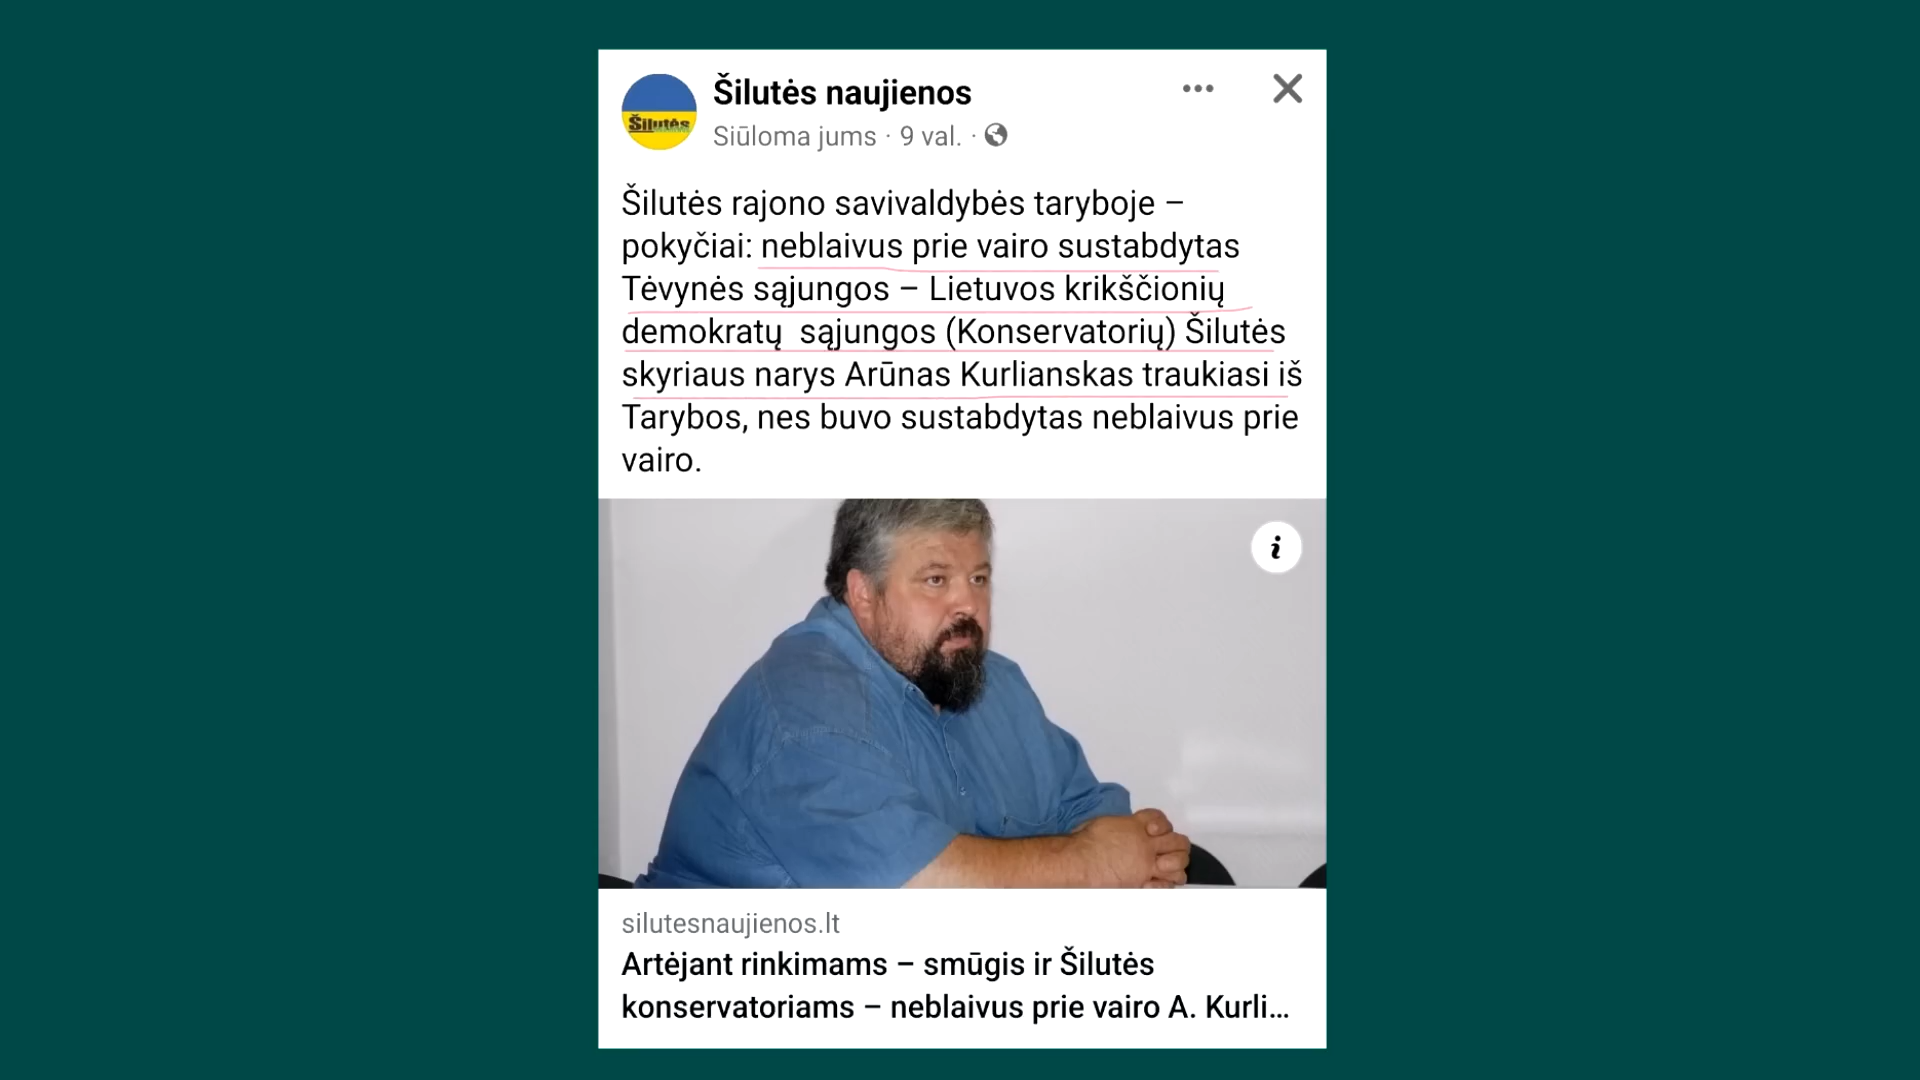 Šilutės naujienos
Šilutės
Siūloma jums · 9 val. ·
Šilutės rajono savivaldybės taryboje –
pokyčiai: neblaivus prie vairo sustabdytas
Tėvynės sąjungos – Lietuvos krikščionių
demokratų  sąjungos (Konservatorių) Šilutės
skyriaus narys Arūnas Kurlianskas traukiasi iš
Tarybos, nes buvo sustabdytas neblaivus prie
vairo.
i
silutesnaujienos.lt
Artėjant rinkimams – smūgis ir Šilutės
konservatoriams – neblaivus prie vairo A. Kurli...